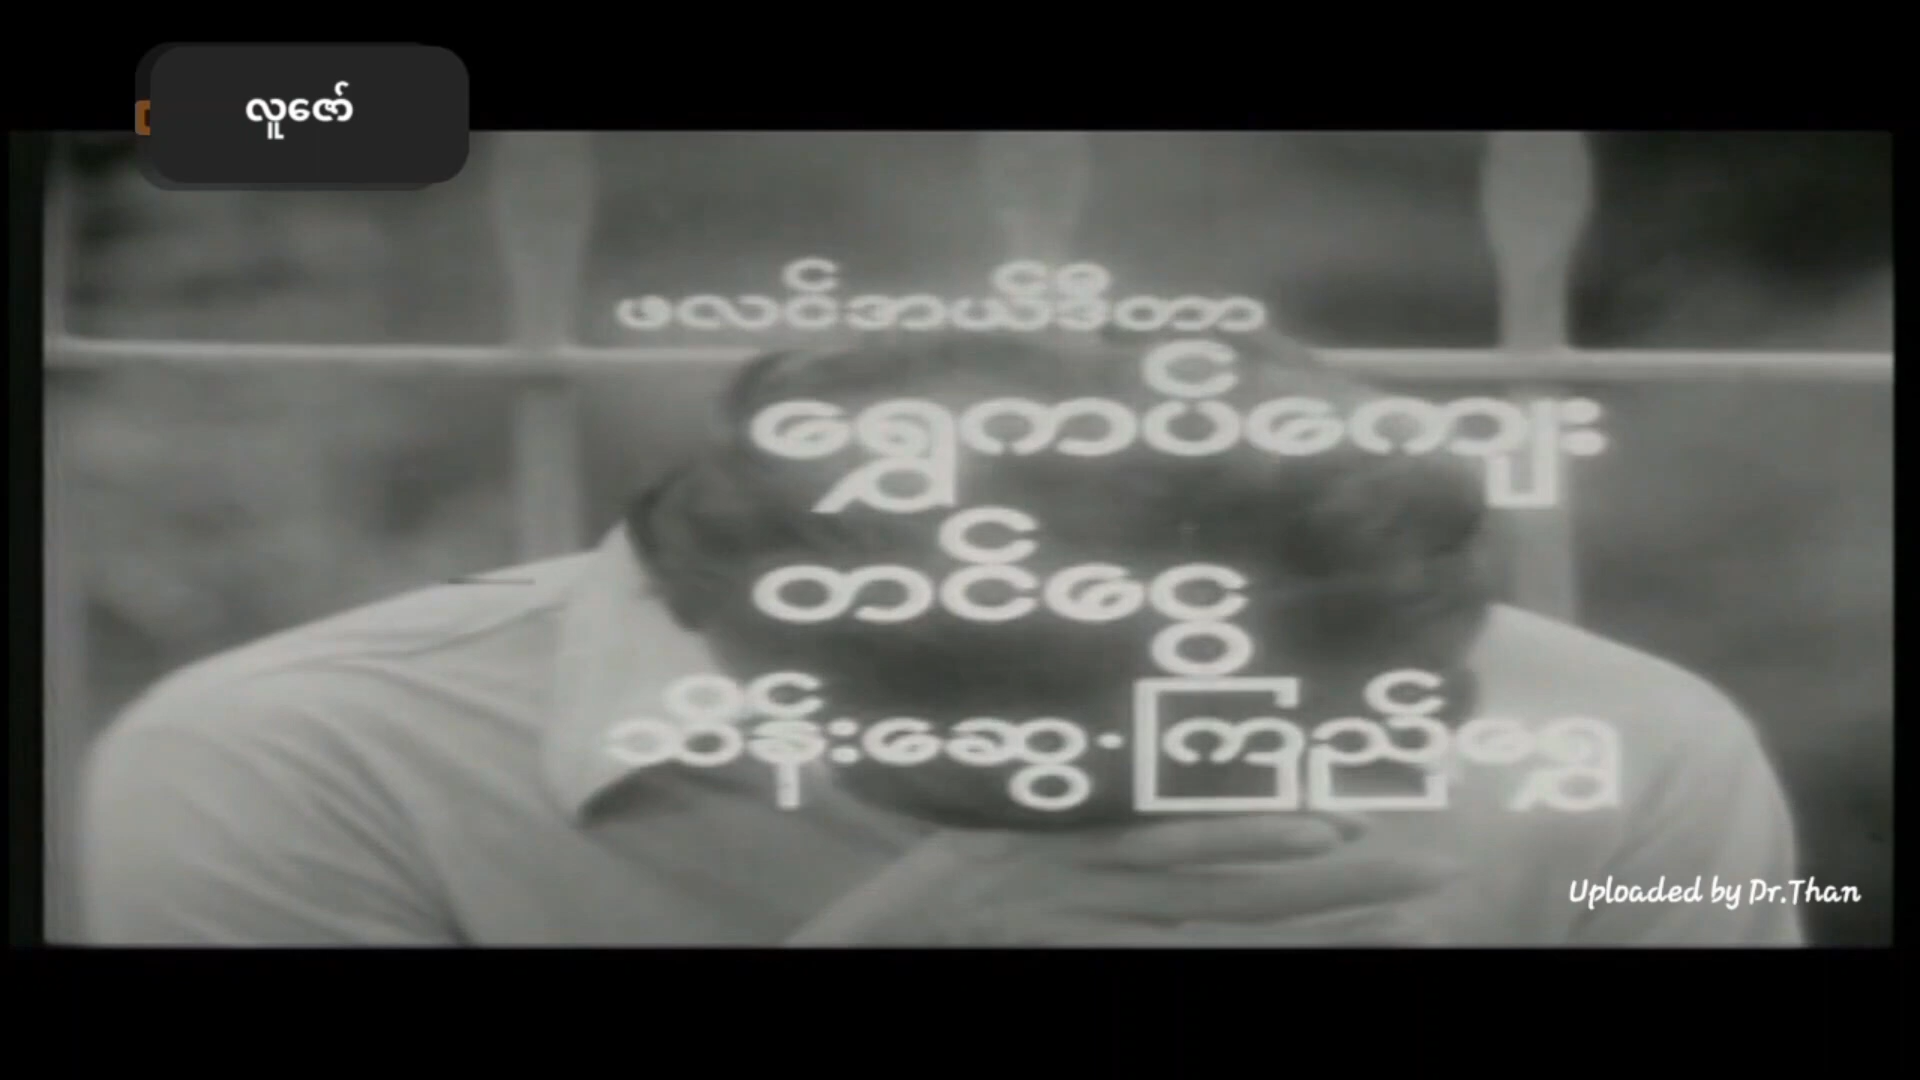 လူဇော်
ဖလင်အယ်ဒီတာ
ရွှေကပ်ကျေး
တင်ငွေ
သိန်းဆွေ·ကြည်ရွှေ
Uploaded by Dr.Than